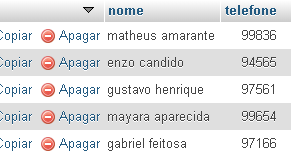 nome telefone
Copiar Apagar matheus amarante 99836
Copiar Apagar enzo candido 94565
Copiar Apagar gustavo henrique 97561
Copiar Apagar mayara aparecida 99654
Copiar Apagar gabriel feitosa 97166